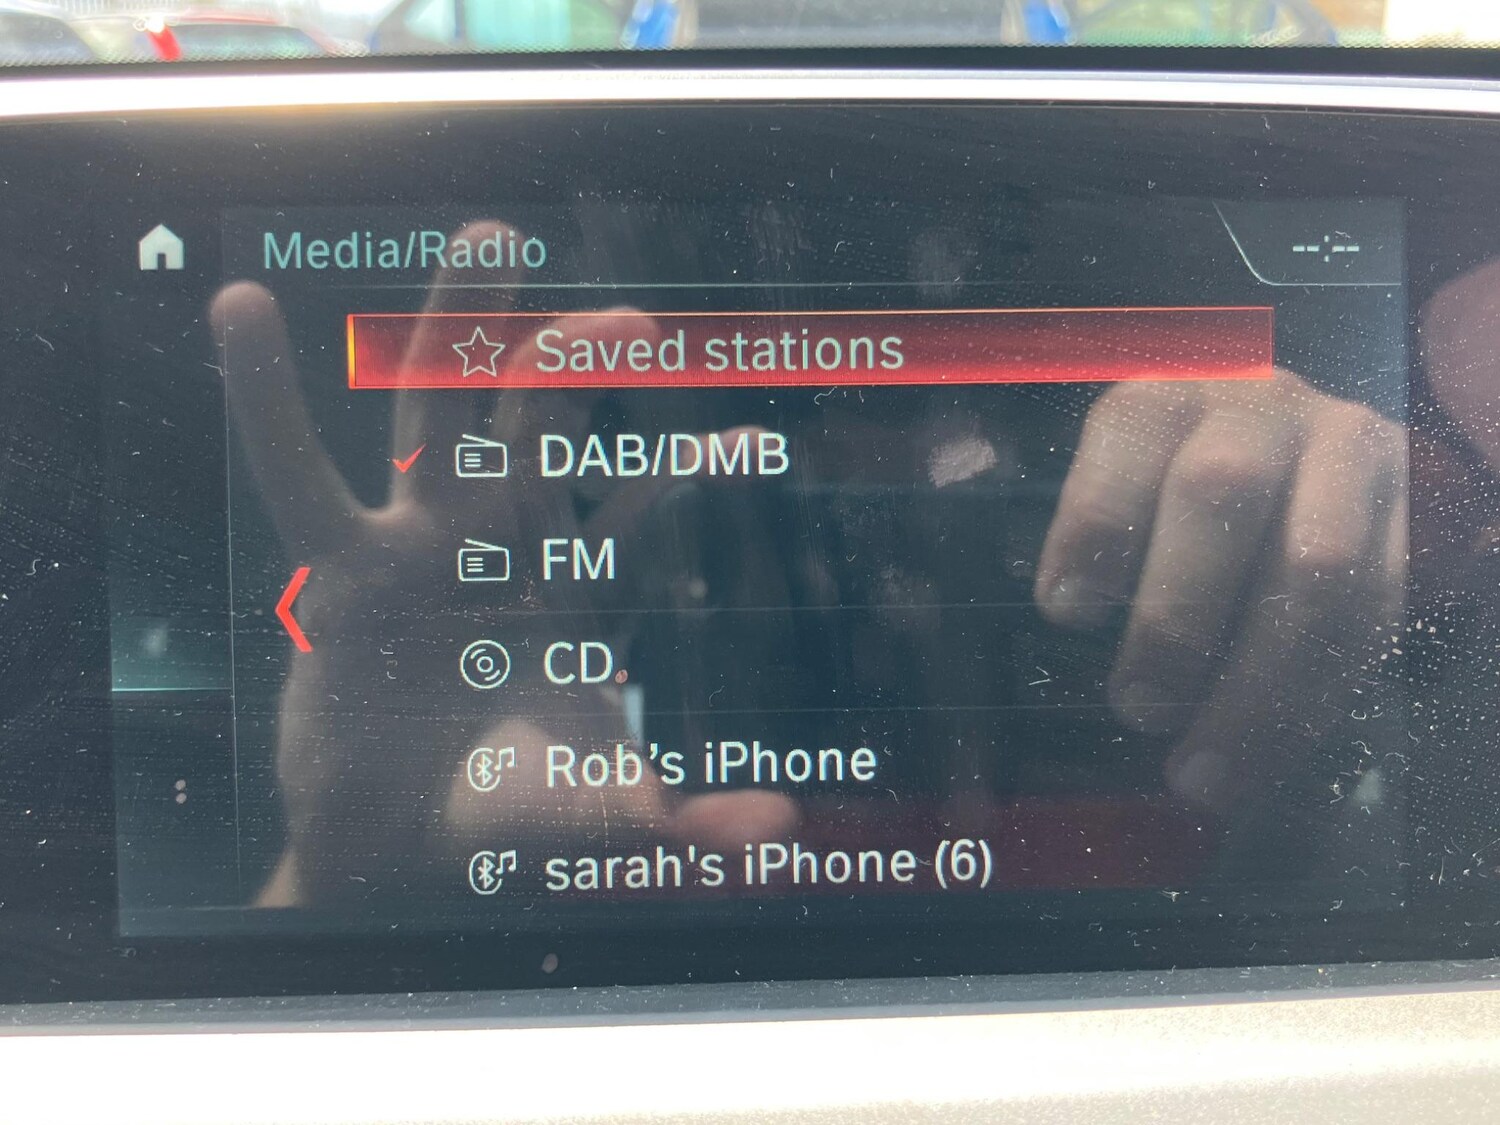 Media/Radio
--:--
Saved stations
DAB/DMB
FM
CD
Rob's iPhone
sarah's iPhone (6)